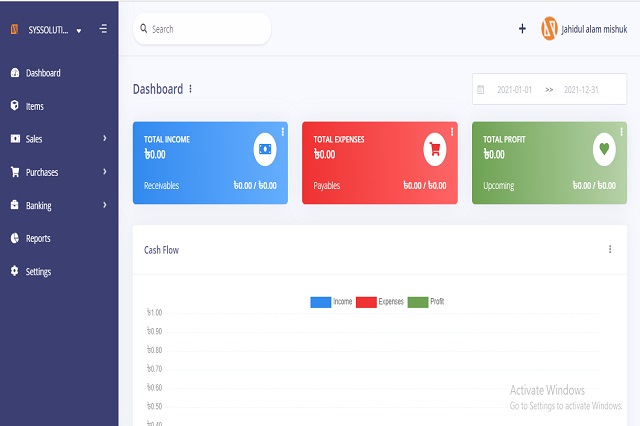 SYSSOLUTI...
Dashboard
Items
Sales
Purchases
Banking
Reports
Settings
Search
Jahidul alam mishuk
Dashboard
2021-01-01 >> 2021-12-31
TOTAL INCOME
৳0.00
Receivables ৳0.00 / ৳0.00
TOTAL EXPENSES
৳0.00
Payables ৳0.00 / ৳0.00
TOTAL PROFIT
৳0.00
Upcoming ৳0.00 / ৳0.00
Cash Flow
Income Expenses Profit
৳1.00
৳0.90
৳0.80
৳0.70
৳0.60
৳0.50
৳0.40
Activate Windows
Go to Settings to activate Windows.